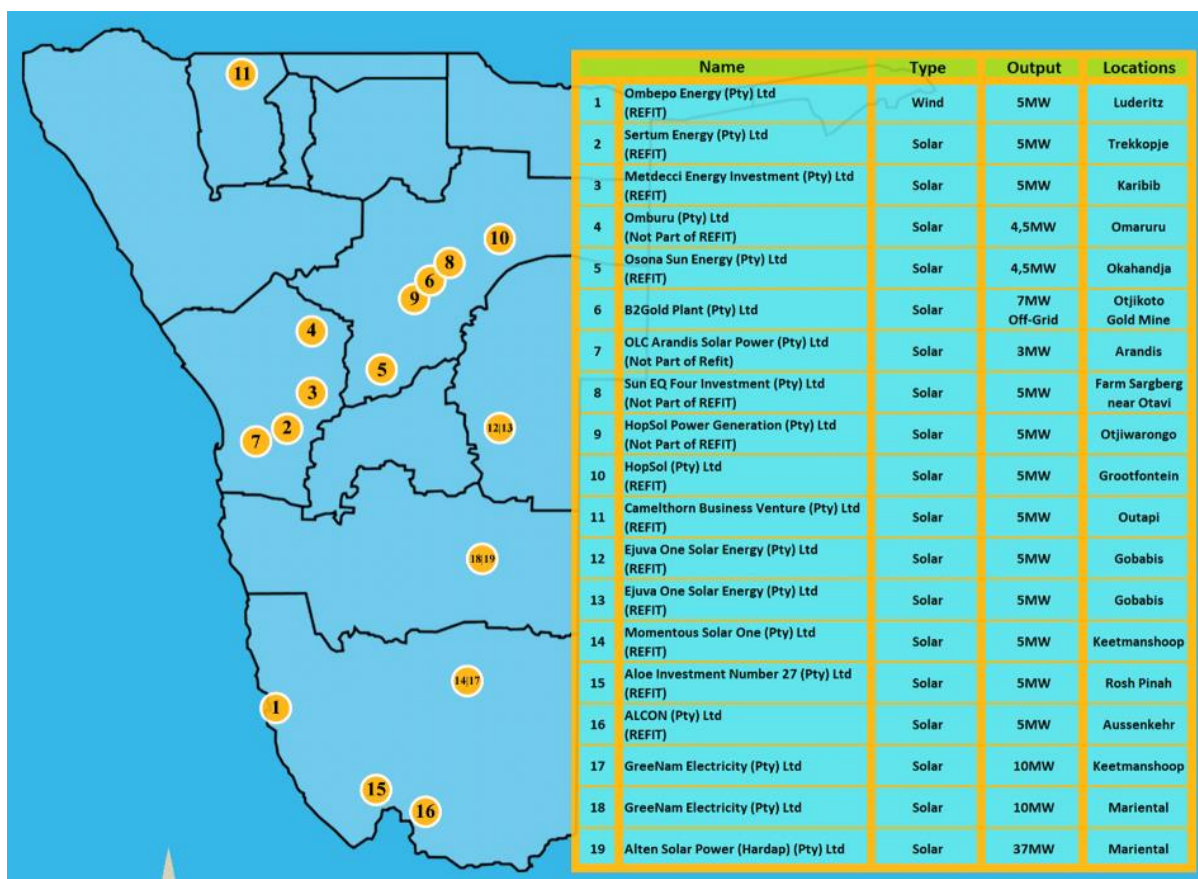 11
10
8
6
9
4
5
3
2
7
12|13
18|19
14|17
1
15
16
Name Type Output Locations
1 Ombepo Energy (Pty) Ltd
(REFIT) Wind 5MW Luderitz
2 Sertum Energy (Pty) Ltd
(REFIT) Solar 5MW Trekkopje
3 Metdecci Energy Investment (Pty) Ltd
(REFIT) Solar 5MW Karibib
4 Omburu (Pty) Ltd
(Not Part of REFIT) Solar 4,5MW Omaruru
5 Osona Sun Energy (Pty) Ltd
(REFIT) Solar 4,5MW Okahandja
6 B2Gold Plant (Pty) Ltd Solar 7MW
Off-Grid Otjikoto
Gold Mine
7 OLC Arandis Solar Power (Pty) Ltd
(Not Part of Refit) Solar 3MW Arandis
8 Sun EQ Four Investment (Pty) Ltd
(Not Part of REFIT) Solar 5MW Farm Sargberg
near Otavi
9 HopSol Power Generation (Pty) Ltd
(Not Part of REFIT) Solar 5MW Otjiwarongo
10 HopSol (Pty) Ltd
(REFIT) Solar 5MW Grootfontein
11 Camelthorn Business Venture (Pty) Ltd
(REFIT) Solar 5MW Outapi
12 Ejuva One Solar Energy (Pty) Ltd
(REFIT) Solar 5MW Gobabis
13 Ejuva One Solar Energy (Pty) Ltd
(REFIT) Solar 5MW Gobabis
14 Momentous Solar One (Pty) Ltd
(REFIT) Solar 5MW Keetmanshoop
15 Aloe Investment Number 27 (Pty) Ltd
(REFIT) Solar 5MW Rosh Pinah
16 ALCON (Pty) Ltd
(REFIT) Solar 5MW Aussenkehr
17 GreeNam Electricity (Pty) Ltd Solar 10MW Keetmanshoop
18 GreeNam Electricity (Pty) Ltd Solar 10MW Mariental
19 Alten Solar Power (Hardap) (Pty) Ltd Solar 37MW Mariental